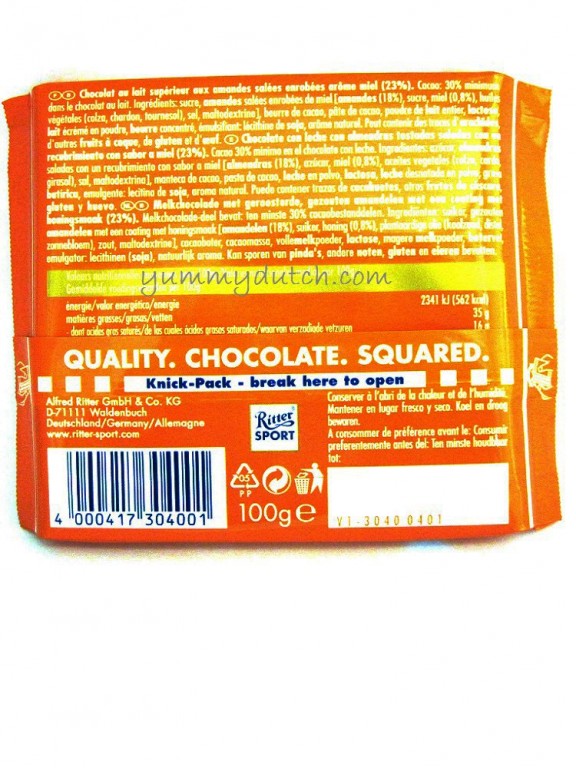 F B Chocolat au lait supérieur aux amandes salées enrobées arôme miel (23%). Cacao: 30% minimum
dans le chocolat au lait. Ingrédients: sucre, amandes salées enrobées de miel [amandes (18%), sucre, miel (0,8%), huiles
végétales (colza, chardon, tournesol), sel, maltodextrine], beurre de cacao, pâte de cacao, poudre de lait entier, lactose,
lait écrémé en poudre, beurre concentré, émulsifiant: lécithine de soja, arôme naturel. Peut contenir des traces
d'autres fruits à coque, de gluten et d'œuf. E Chocolate con leche con almendras tostadas saladas con
recubrimiento con sabor a miel (23%). Cacao 30% mínimo en el chocolate con leche. Ingredientes: azúcar,
saladas con un recubrimiento con sabor a miel [almendras (18%), azúcar, miel (0,8%), aceites vegetales (colza,
girasol), sal, maltodextrina], manteca de cacao, pasta de cacao, leche en polvo, lactosa, leche desnatada en polvo,
butírica, emulgente: lecitina de soja, aroma natural. Puede contener trazas de cacahuetes, otros frutos de cáscara,
gluten y huevo. NL B Melkchocolade met geroosterde, gezouten amandelen met een
honingsmaak (23%). Melkchocolade-deel bevat: ten minste 30% cacaobestanddelen. Ingrediënten: suiker, gezouten
amandelen met een coating met honingsmaak [amandelen (18%), suiker, honing (0,8%), plantaardige
zonnebloem), zout, maltodextrine], cacaoboter, cacaomassa, vollemelkpoeder, lactose, magere melkpoeder, botervet,
emulgator: lecithinen (soja), natuurlijk aroma. Kan sporen van pinda's, andere noten, gluten en eieren bevatten.
Valeurs nutritionnelles
Gemiddelde
yummydutch.com
énergie/valor energético/energie 2341 kJ (562 kcal)
matières grasses/grasas/vetten 35 g
dont acides gras saturés/de las cuales ácidos grasos saturados/waarvan verzadigde vetzuren 16 g
QUALITY. CHOCOLATE. SQUARED.
Knick-Pack - break here to open
Alfred Ritter GmbH & Co. KG
D-71111 Waldenbuch
Deutschland/Germany/Allemagne
www.ritter-sport.com
Ritter
SPORT
Conserver à l'abri de la chaleur et de l'humidité.
Mantener en lugar fresco y seco. Koel en droog
bewaren.
A consommer de préférence avant le: Consumir
preferentemente antes del: Ten minste houdbaar
tot:
4 000417 304001
05
PP
100g e
V1-3040 0401